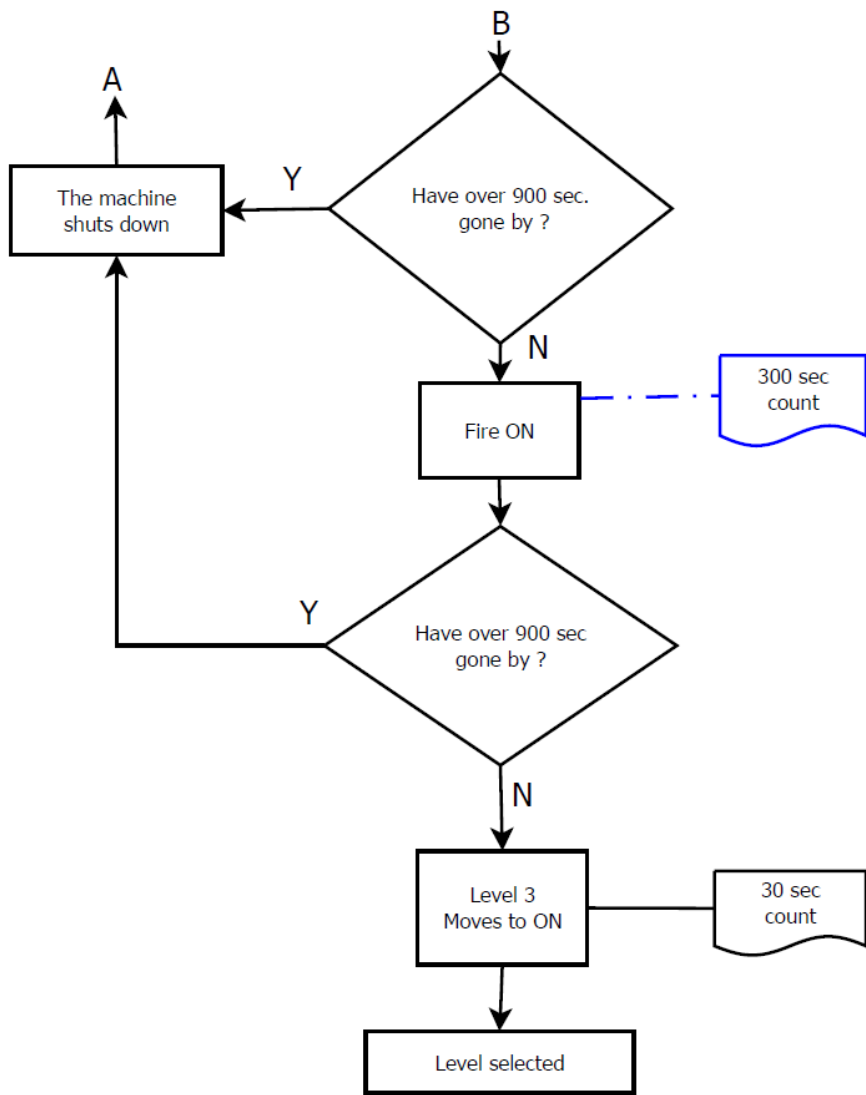 B
A
Y
The machine
shuts down
Have over 900 sec.
gone by ?
N
300 sec
count
Fire ON
Y
Have over 900 sec
gone by ?
N
Level 3
Moves to ON
30 sec
count
Level selected